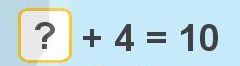 ? + 4 = 10